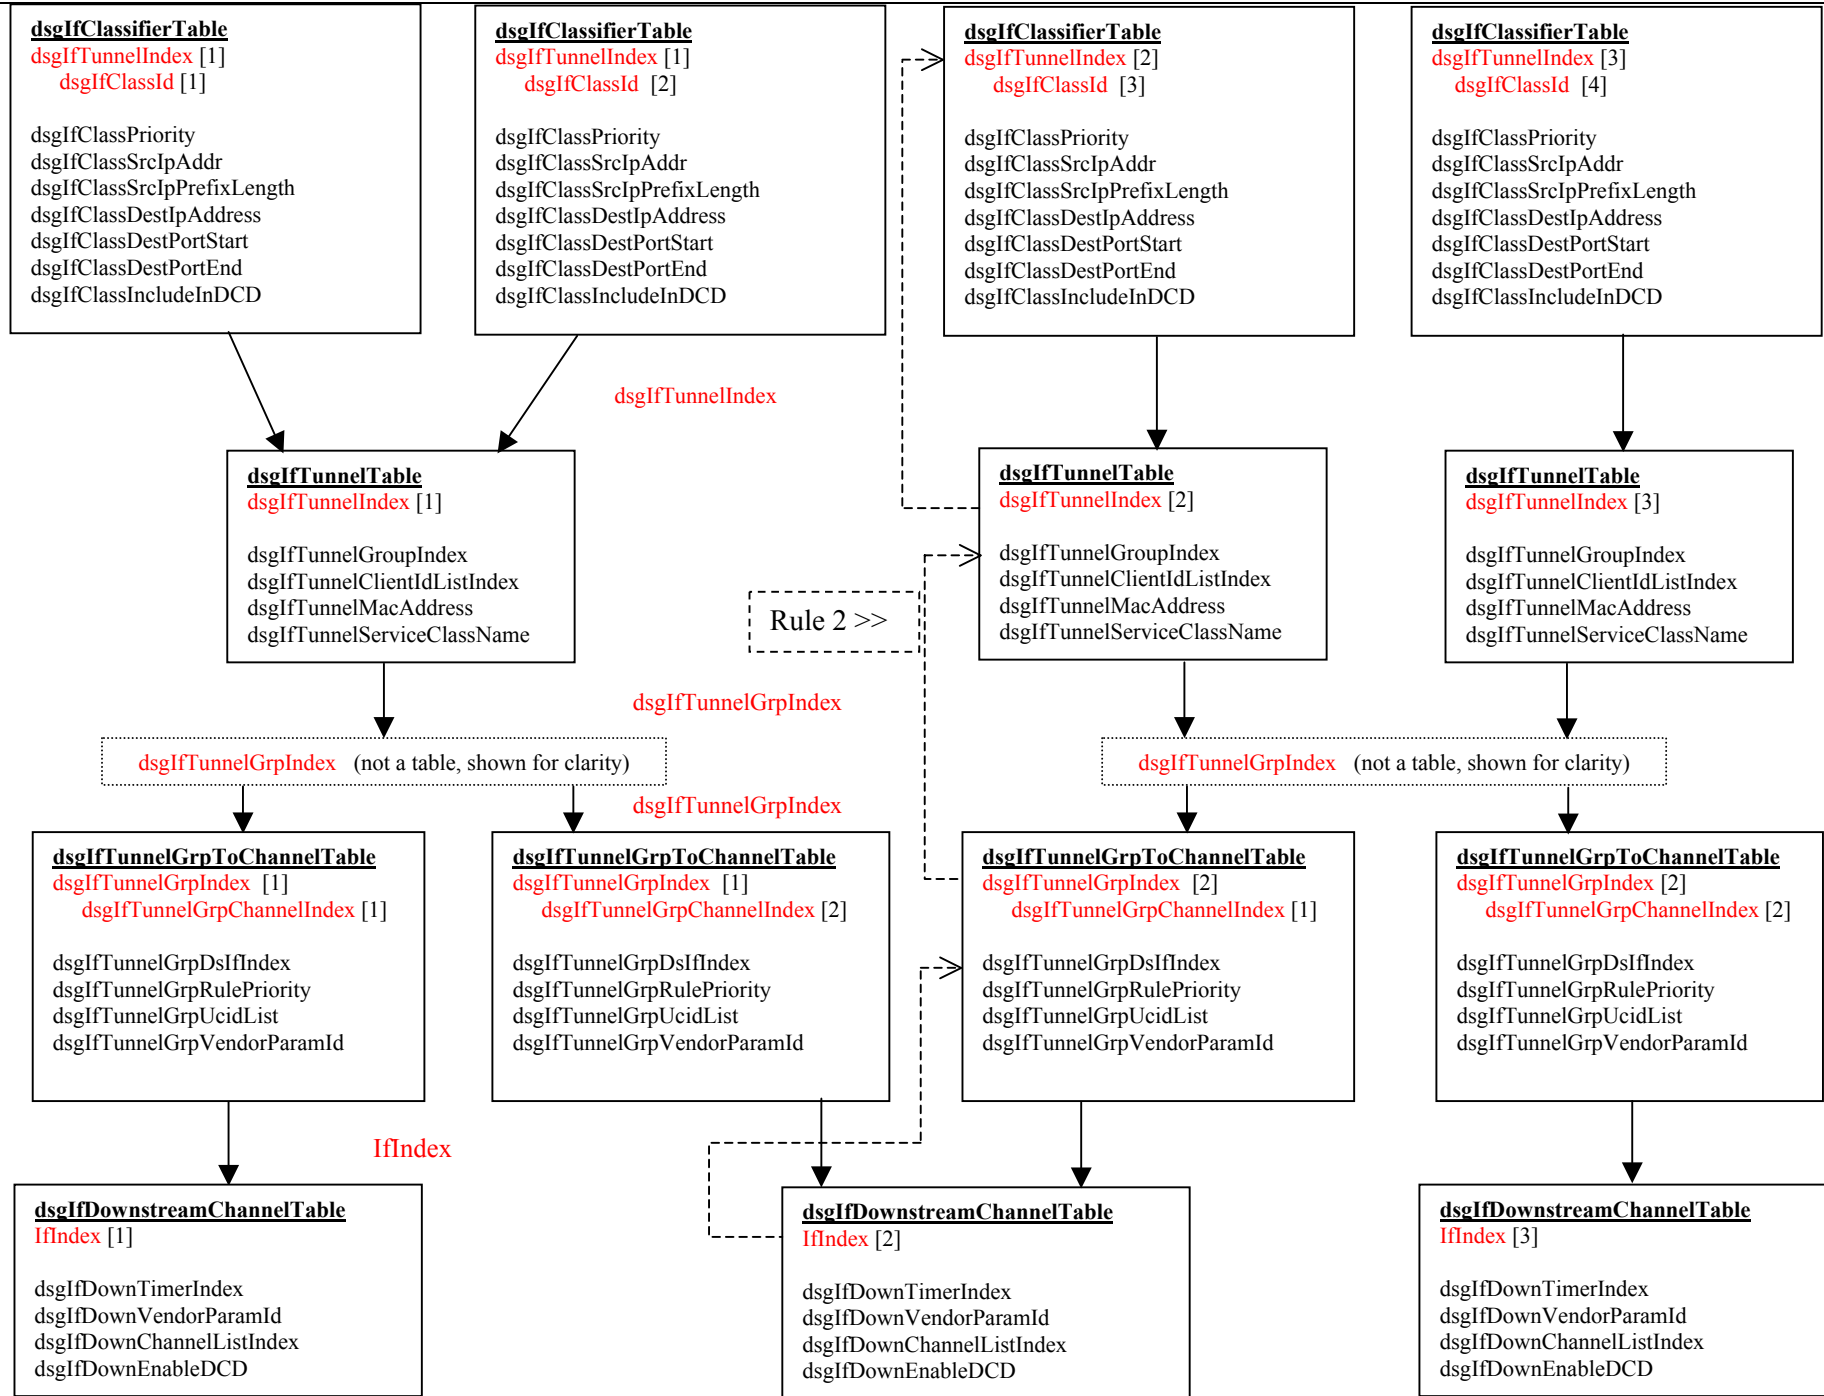 dsgIfClassifierTable
dsgIfTunnelIndex [1]
dsgIfClassId [1]
dsgIfClassPriority
dsgIfClassSrcIpAddr
dsgIfClassSrcIpPrefixLength
dsgIfClassDestIpAddress
dsgIfClassDestPortStart
dsgIfClassDestPortEnd
dsgIfClassIncludeInDCD
dsgIfClassifierTable
dsgIfTunnelIndex [1]
dsgIfClassId [2]
dsgIfClassPriority
dsgIfClassSrcIpAddr
dsgIfClassSrcIpPrefixLength
dsgIfClassDestIpAddress
dsgIfClassDestPortStart
dsgIfClassDestPortEnd
dsgIfClassIncludeInDCD
dsgIfClassifierTable
dsgIfTunnelIndex [2]
dsgIfClassId [3]
dsgIfClassPriority
dsgIfClassSrcIpAddr
dsgIfClassSrcIpPrefixLength
dsgIfClassDestIpAddress
dsgIfClassDestPortStart
dsgIfClassDestPortEnd
dsgIfClassIncludeInDCD
dsgIfClassifierTable
dsgIfTunnelIndex [3]
dsgIfClassId [4]
dsgIfClassPriority
dsgIfClassSrcIpAddr
dsgIfClassSrcIpPrefixLength
dsgIfClassDestIpAddress
dsgIfClassDestPortStart
dsgIfClassDestPortEnd
dsgIfClassIncludeInDCD
dsgIfTunnelIndex
dsgIfTunnelTable
dsgIfTunnelIndex [1]
dsgIfTunnelGroupIndex
dsgIfTunnelClientIdListIndex
dsgIfTunnelMacAddress
dsgIfTunnelServiceClassName
Rule 2 >>
dsgIfTunnelTable
dsgIfTunnelIndex [2]
dsgIfTunnelGroupIndex
dsgIfTunnelClientIdListIndex
dsgIfTunnelMacAddress
dsgIfTunnelServiceClassName
dsgIfTunnelTable
dsgIfTunnelIndex [3]
dsgIfTunnelGroupIndex
dsgIfTunnelClientIdListIndex
dsgIfTunnelMacAddress
dsgIfTunnelServiceClassName
dsgIfTunnelGrpIndex
dsgIfTunnelGrpIndex (not a table, shown for clarity)
dsgIfTunnelGrpIndex (not a table, shown for clarity)
dsgIfTunnelGrpIndex
dsgIfTunnelGrpToChannelTable
dsgIfTunnelGrpIndex [1]
dsgIfTunnelGrpChannelIndex [1]
dsgIfTunnelGrpDsIfIndex
dsgIfTunnelGrpRulePriority
dsgIfTunnelGrpUcidList
dsgIfTunnelGrpVendorParamId
dsgIfTunnelGrpToChannelTable
dsgIfTunnelGrpIndex [1]
dsgIfTunnelGrpChannelIndex [2]
dsgIfTunnelGrpDsIfIndex
dsgIfTunnelGrpRulePriority
dsgIfTunnelGrpUcidList
dsgIfTunnelGrpVendorParamId
dsgIfTunnelGrpToChannelTable
dsgIfTunnelGrpIndex [2]
dsgIfTunnelGrpChannelIndex [1]
dsgIfTunnelGrpDsIfIndex
dsgIfTunnelGrpRulePriority
dsgIfTunnelGrpUcidList
dsgIfTunnelGrpVendorParamId
dsgIfTunnelGrpToChannelTable
dsgIfTunnelGrpIndex [2]
dsgIfTunnelGrpChannelIndex [2]
dsgIfTunnelGrpDsIfIndex
dsgIfTunnelGrpRulePriority
dsgIfTunnelGrpUcidList
dsgIfTunnelGrpVendorParamId
IfIndex
dsgIfDownstreamChannelTable
IfIndex [1]
dsgIfDownTimerIndex
dsgIfDownVendorParamId
dsgIfDownChannelListIndex
dsgIfDownEnableDCD
dsgIfDownstreamChannelTable
IfIndex [2]
dsgIfDownTimerIndex
dsgIfDownVendorParamId
dsgIfDownChannelListIndex
dsgIfDownEnableDCD
dsgIfDownstreamChannelTable
IfIndex [3]
dsgIfDownTimerIndex
dsgIfDownVendorParamId
dsgIfDownChannelListIndex
dsgIfDownEnableDCD